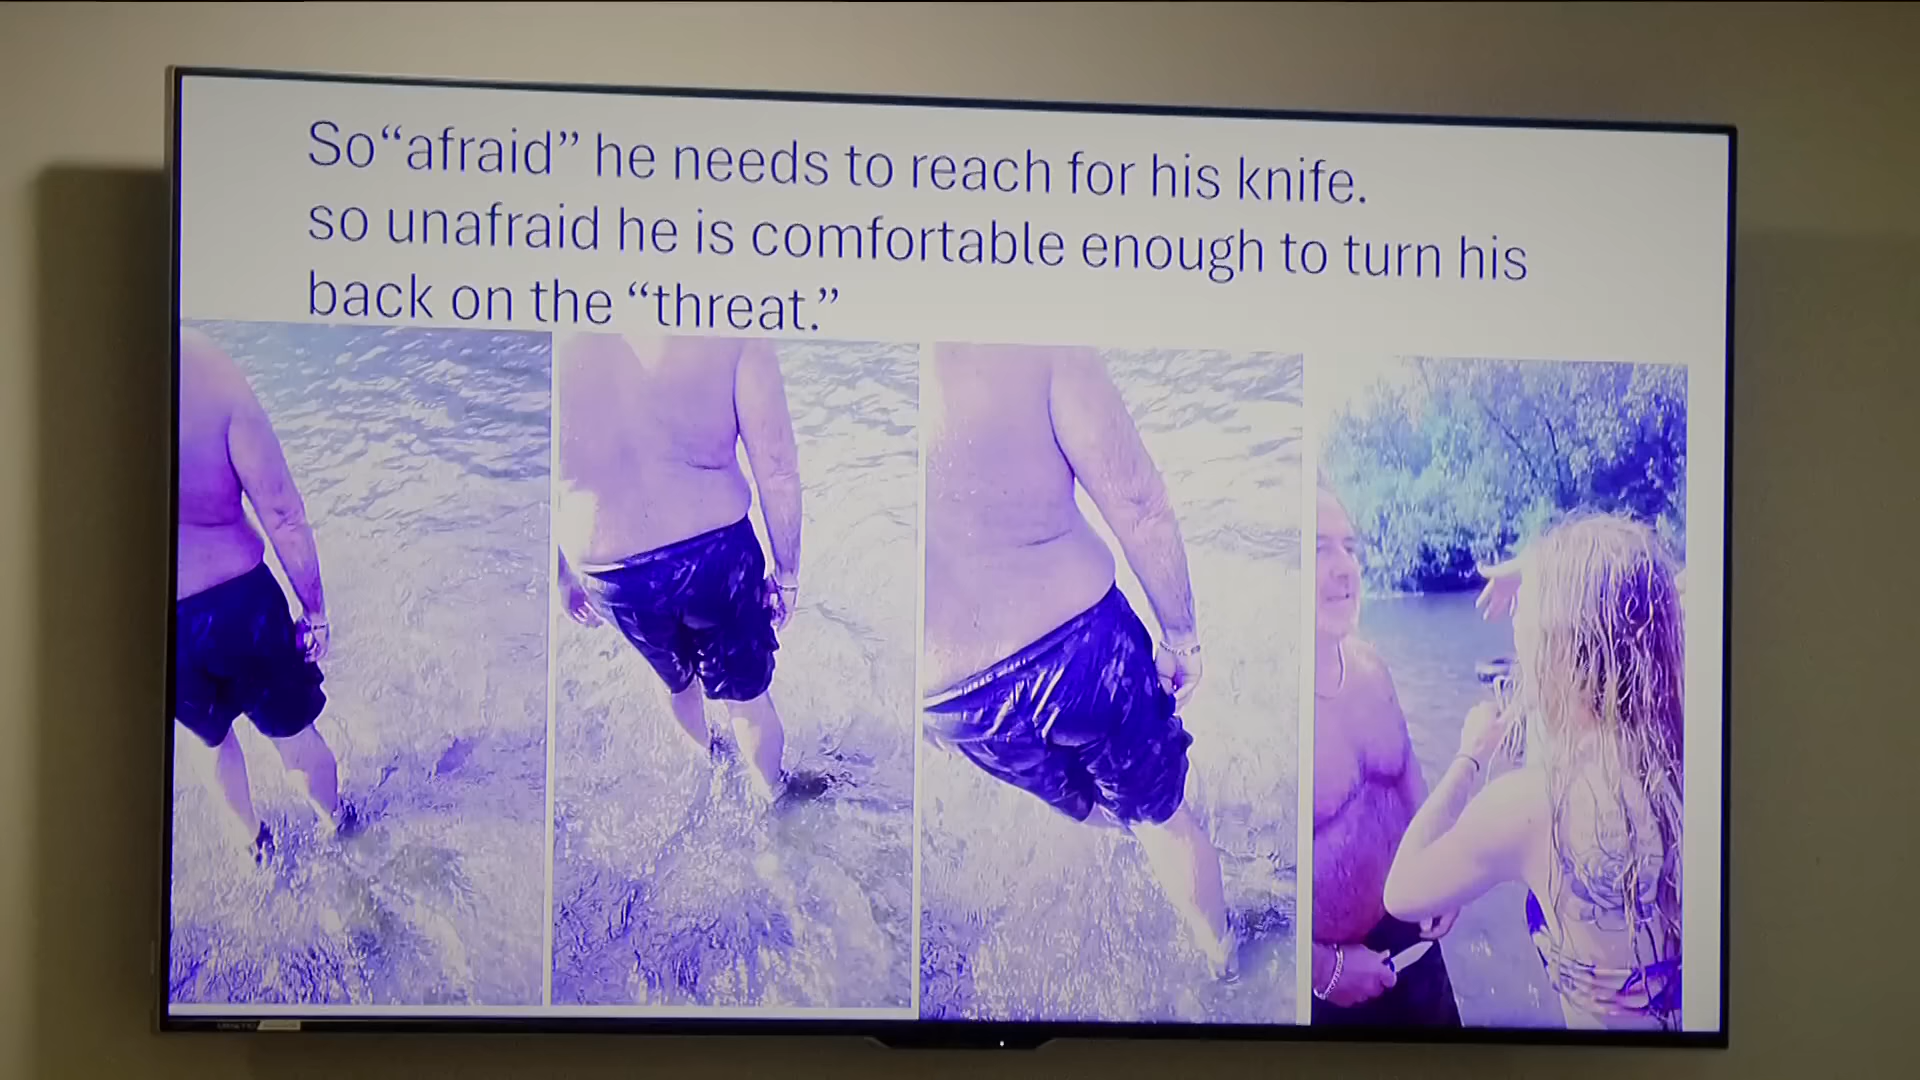 So“afraid” he needs to reach for his knife.
so unafraid he is comfortable enough to turn his
back on the “threat.”